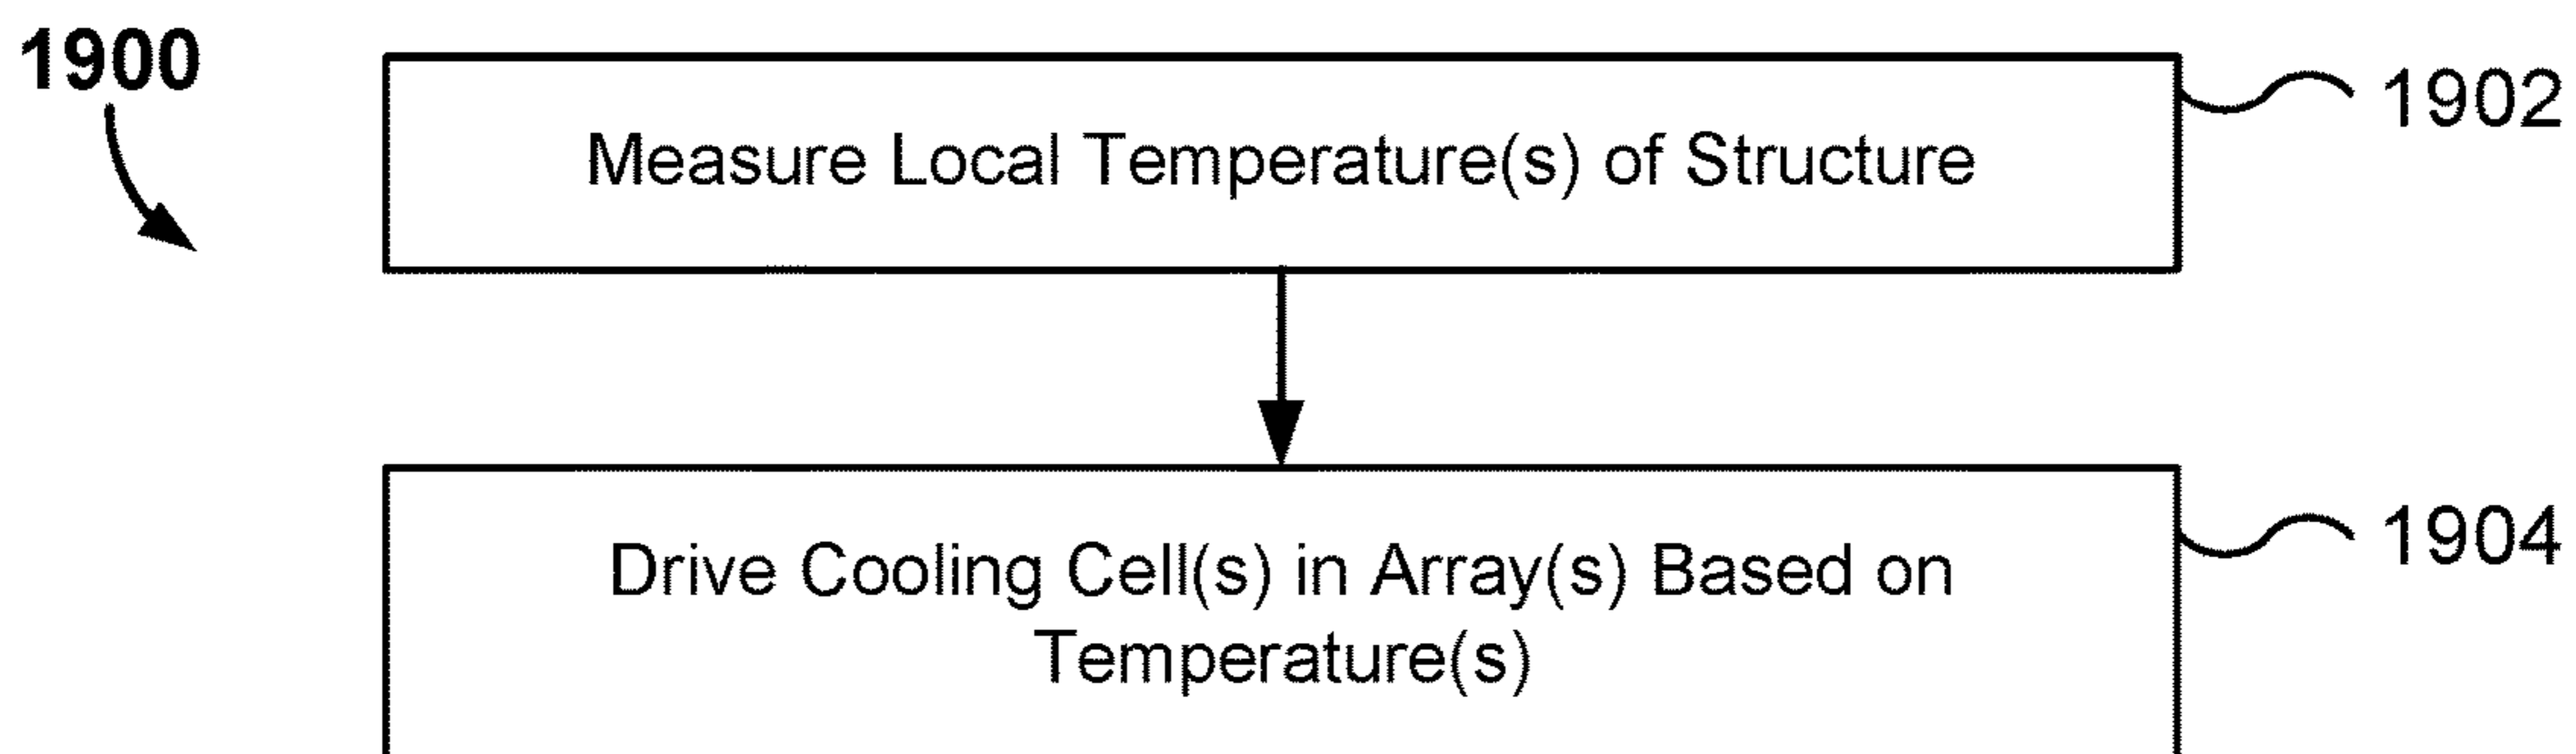 1900
Measure Local Temperature(s) of Structure
1902
Drive Cooling Cell(s) in Array(s) Based on
Temperature(s)
1904